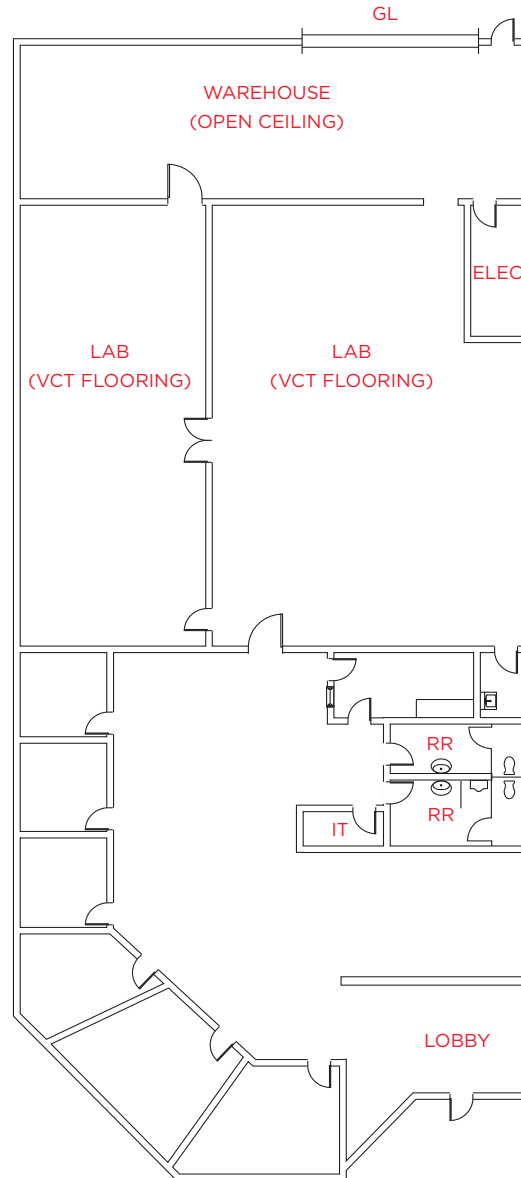 GL
WAREHOUSE
(OPEN CEILING)
ELEC
LAB
(VCT FLOORING)
LAB
(VCT FLOORING)
RR
RR
IT
LOBBY